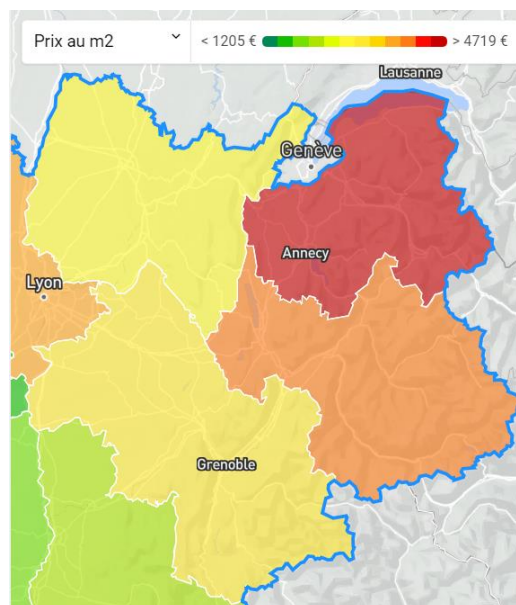 Prix au m2
< 1205 €
> 4719 €
Lausanne
Genève
Annecy
Lyon
Grenoble